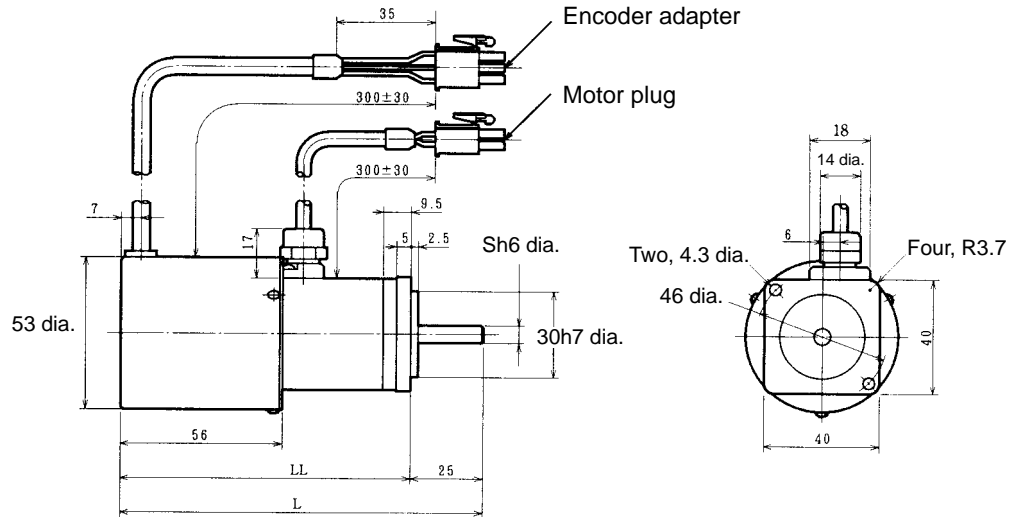 35
Encoder adapter
300±30
Motor plug
300±30
7
17
9.5
5
2.5
Sh6 dia.
53 dia.
30h7 dia.
56
LL
25
L
18
14 dia.
6
Two, 4.3 dia.
Four, R3.7
46 dia.
40
40